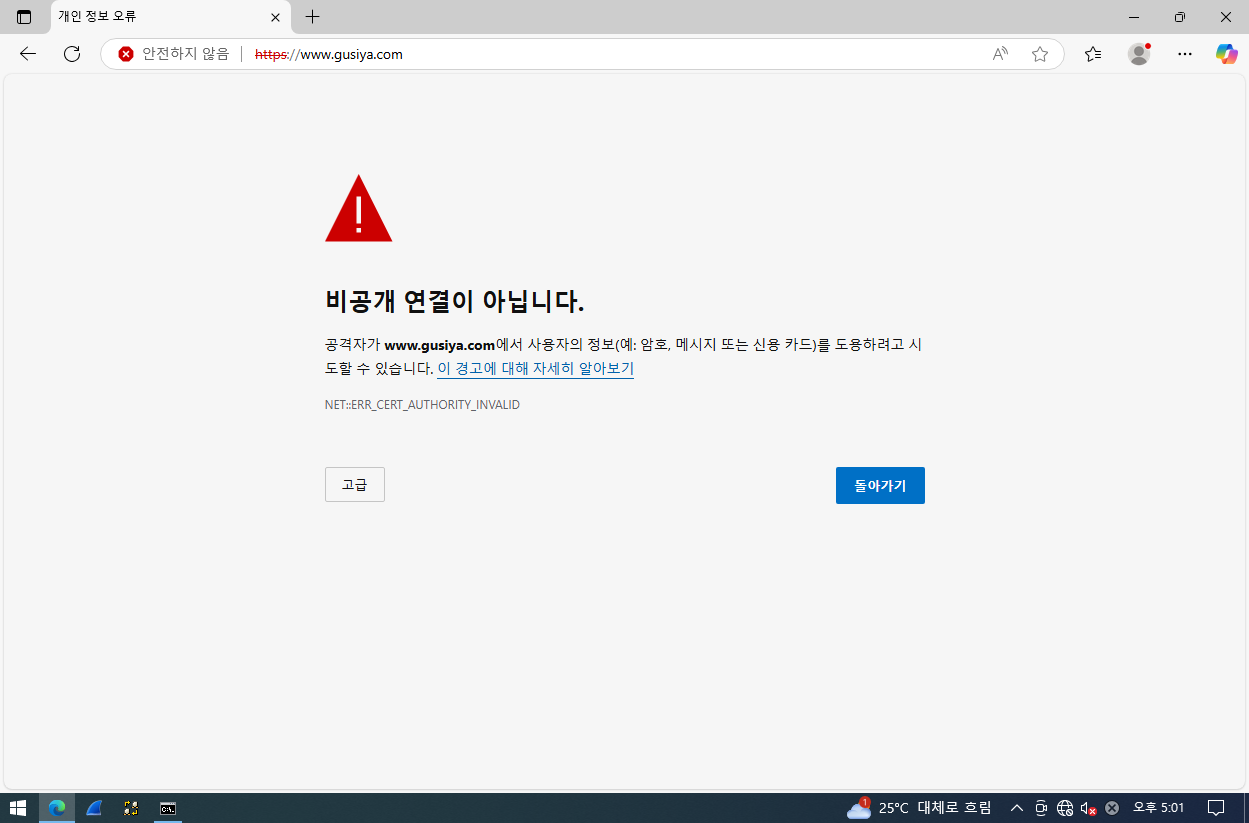 개인 정보 오류
안전하지 않음 https://www.gusiya.com
비공개 연결이 아닙니다.
공격자가 www.gusiya.com에서 사용자의 정보(예: 암호, 메시지 또는 신용 카드)를 도용하려고 시
도할 수 있습니다. 이 경고에 대해 자세히 알아보기
NET::ERR_CERT_AUTHORITY_INVALID
고급 돌아가기
1 25°C 대체로 흐림 오후 5:01